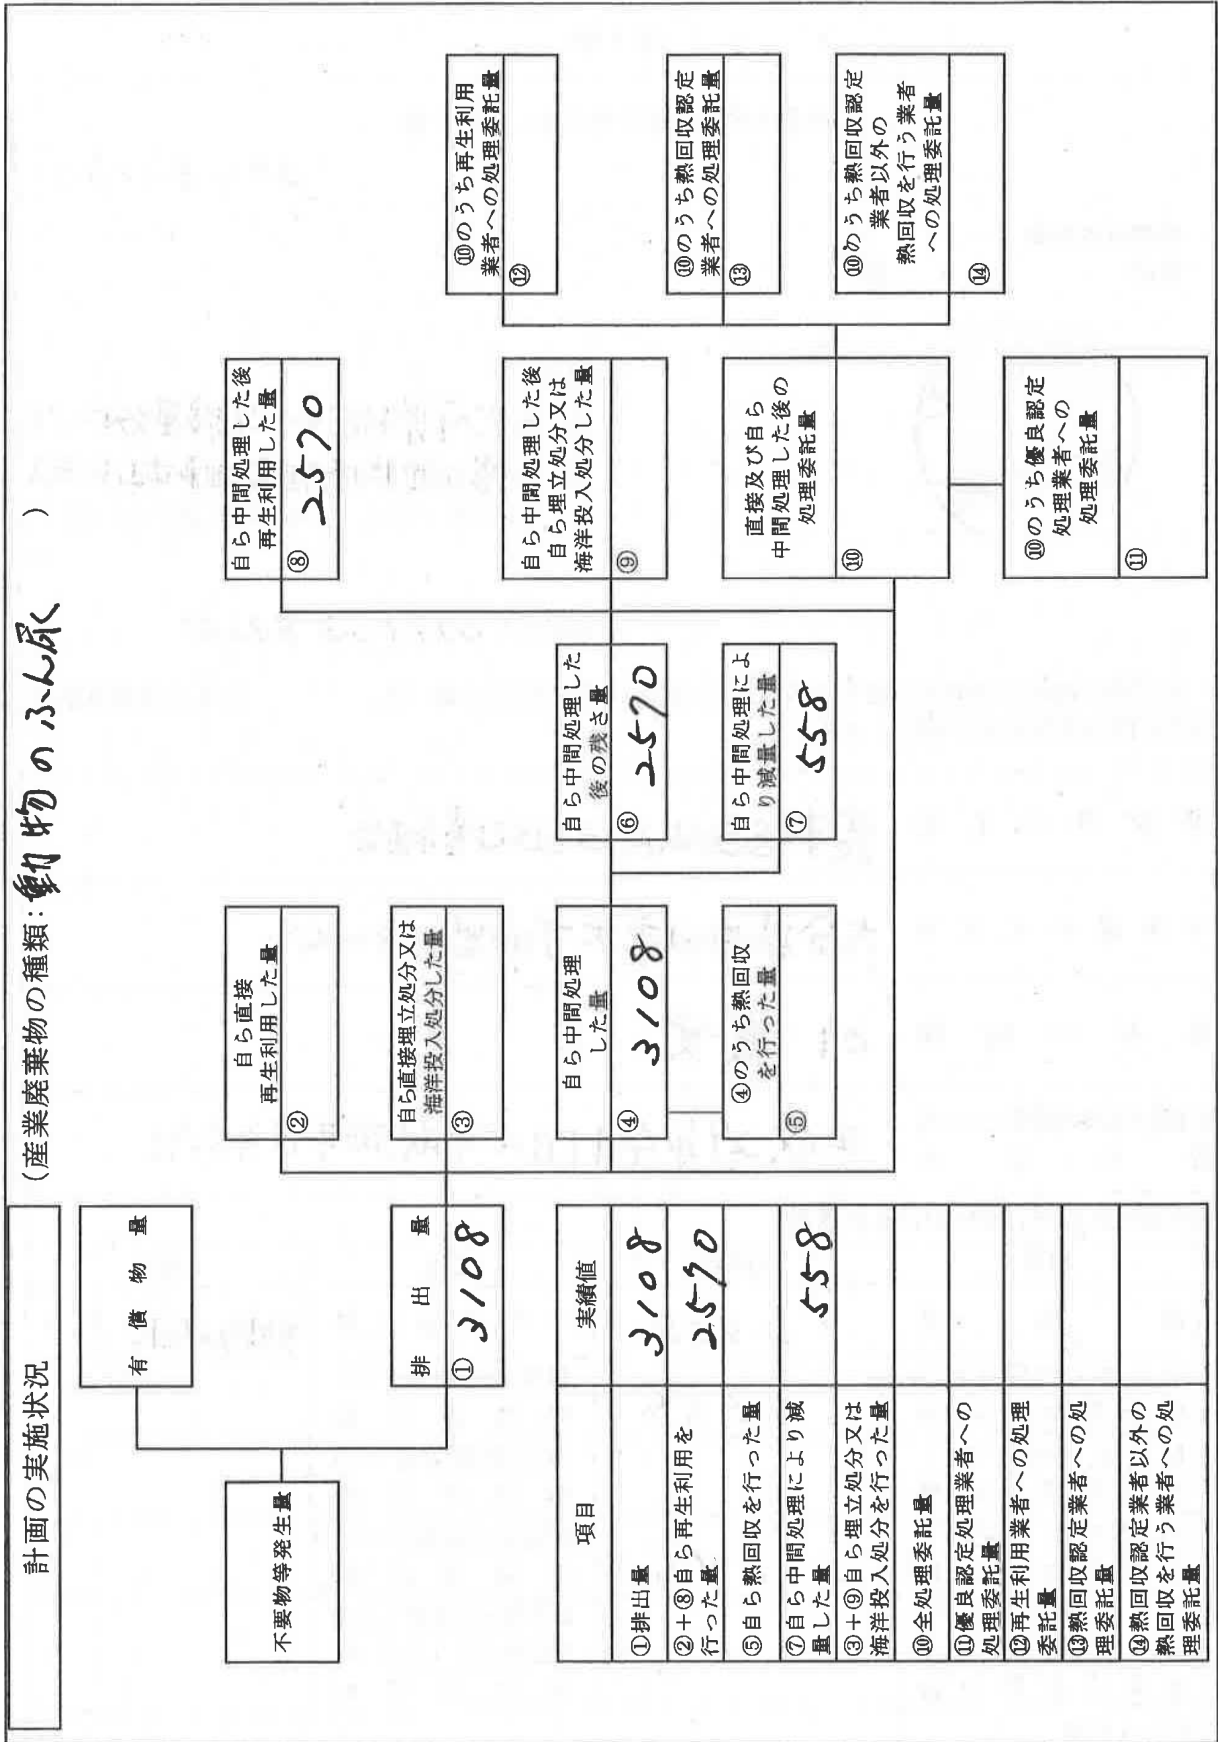 計画の実施状況
(産業廃棄物の種類：動物のふん尿)
不要物等発生量
有償物量
排出量
① 3108
自ら直接
再生利用した量
②
自ら直接埋立処分又は
海洋投入処分した量
③
自ら中間処理
した量
④ 3108
④のうち熱回収
を行った量
⑤
自ら中間処理した
後の残さ量
⑥ 2570
自ら中間処理によ
り減量した量
⑦ 558
自ら中間処理した後
再生利用した量
⑧ 2570
自ら中間処理した後
自ら埋立処分又は
海洋投入処分した量
⑨
直接及び自ら
中間処理した後の
処理委託量
⑩
⑩のうち優良認定
処理業者への
処理委託量
⑪
⑩のうち再生利用
業者への処理委託量
⑫
⑩のうち熱回収認定
業者への処理委託量
⑬
⑩のうち熱回収認定
業者以外の
熱回収を行う業者
への処理委託量
⑭
項目 実績値
①排出量 3108
②＋⑧自ら再生利用を
行った量 2570
⑤自ら熱回収を行った量
⑦自ら中間処理により減
量した量 558
③＋⑨自ら埋立処分又は
海洋投入処分を行った量
⑩全処理委託量
⑪優良認定処理業者への
処理委託量
⑫再生利用業者への処理
委託量
⑬熱回収認定業者への処
理委託量
⑭熱回収認定業者以外の
熱回収を行う業者への処
理委託量